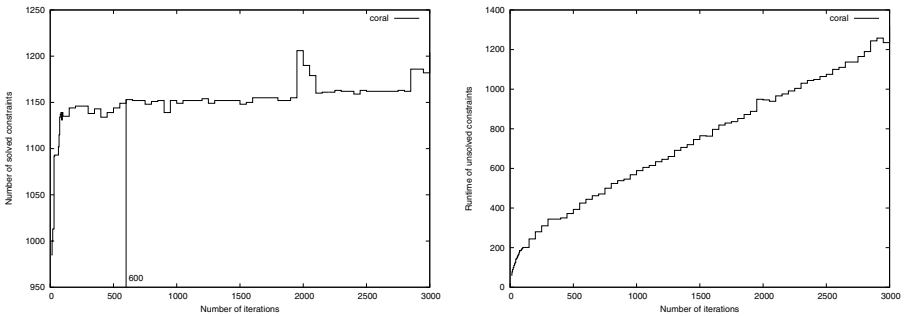 1250
1200
1150
1100
1050
1000
950
Number of solved constraints
coral
600
0 500 1000 1500 2000 2500 3000
Number of iterations
1400
1200
1000
800
600
400
200
0
Runtime of unsolved constraints
coral
0 500 1000 1500 2000 2500 3000
Number of iterations